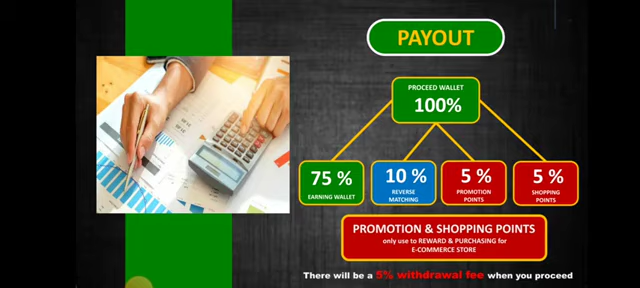 PAYOUT
PROCEED WALLET
100%
75 %
EARNING WALLET
10 %
REVERSE
MATCHING
5 %
PROMOTION
POINTS
5 %
SHOPPING
POINTS
PROMOTION & SHOPPING POINTS
only use to REWARD & PURCHASING for
E-COMMERCE STORE
There will be a 5% withdrawal fee when you proceed